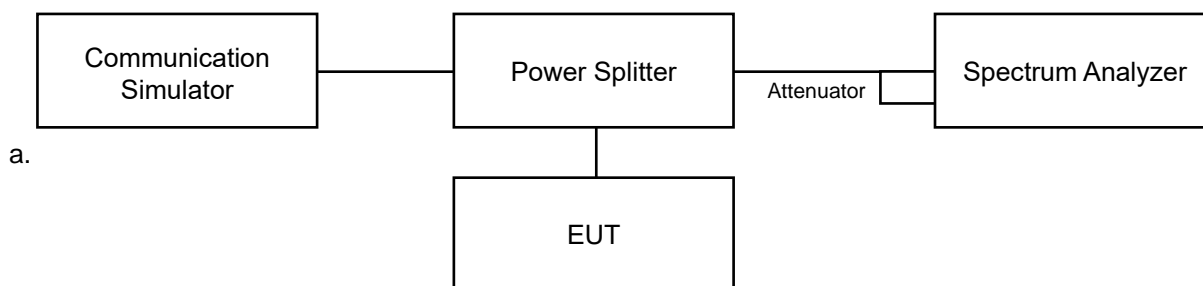 Communication
Simulator
Power Splitter
Spectrum Analyzer
Attenuator
a.
EUT